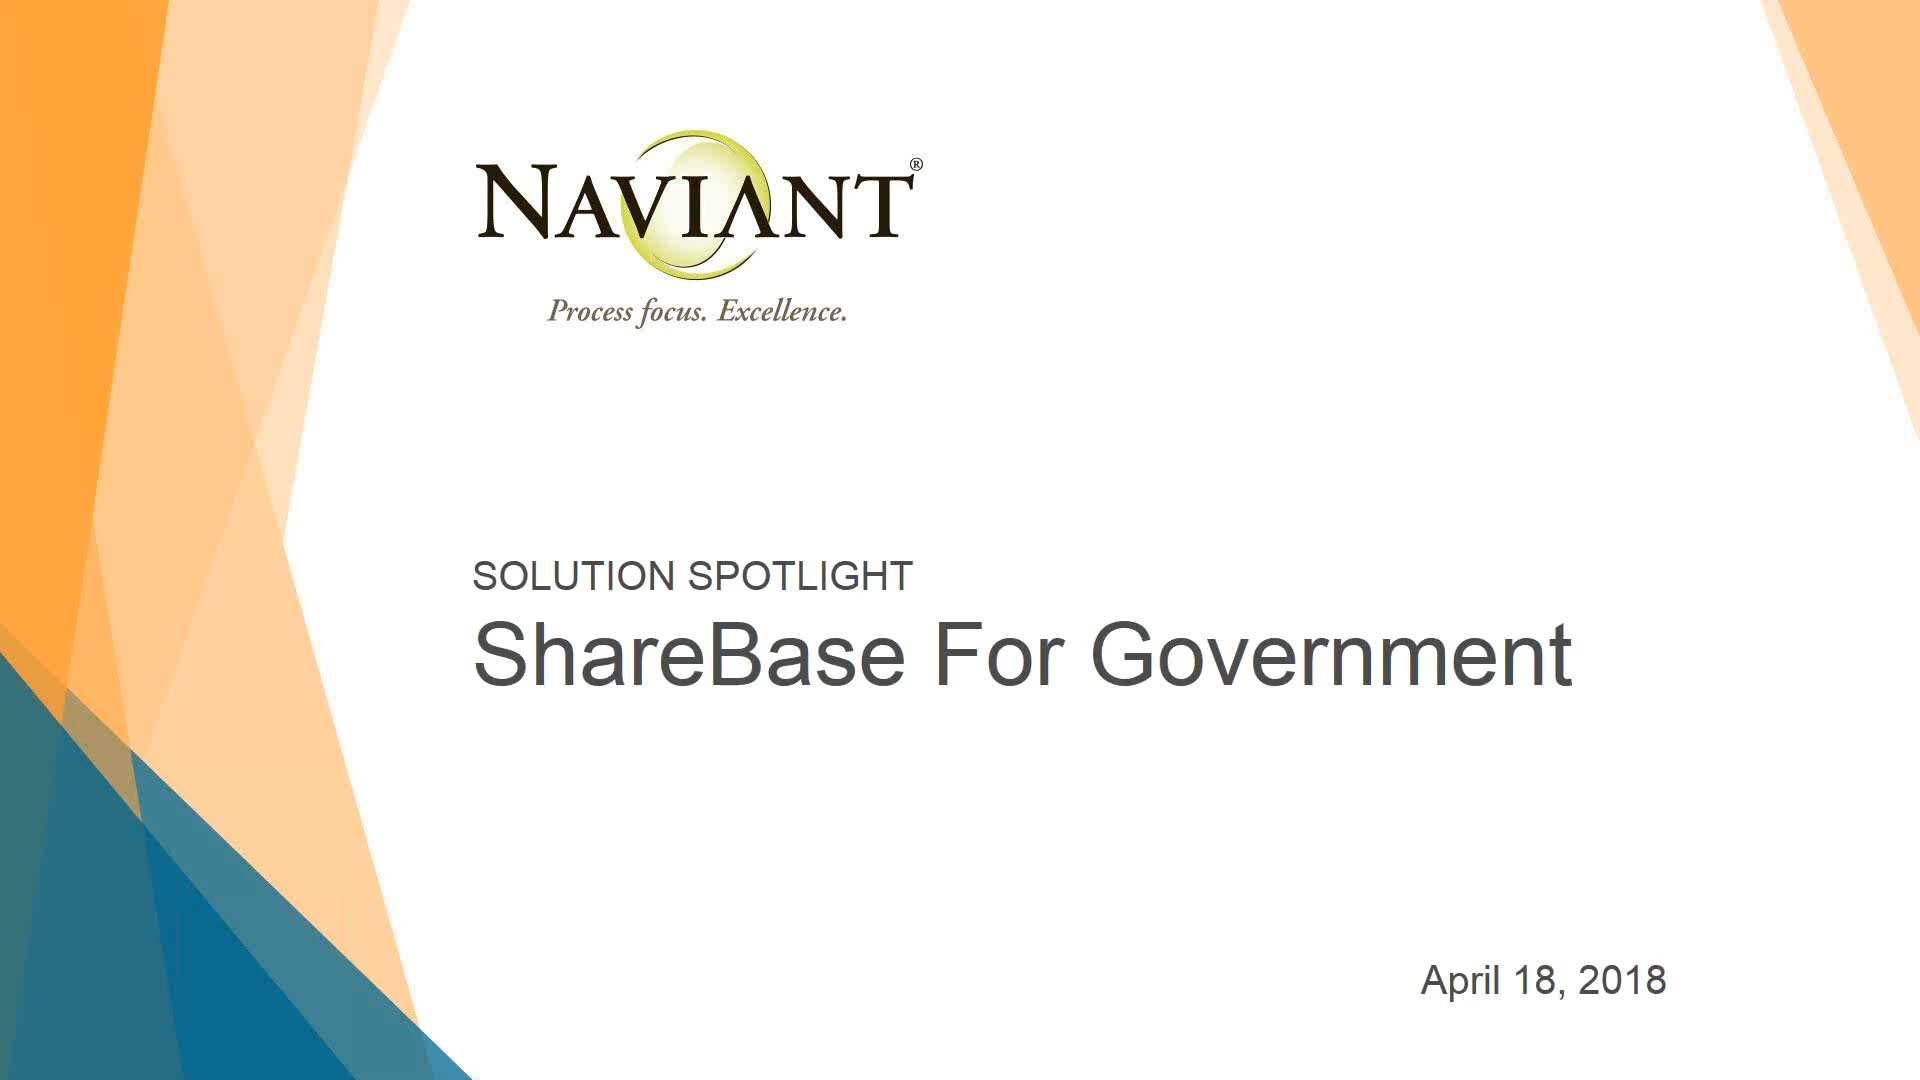 NAVIANT®
Process focus. Excellence.
SOLUTION SPOTLIGHT
ShareBase For Government
April 18, 2018